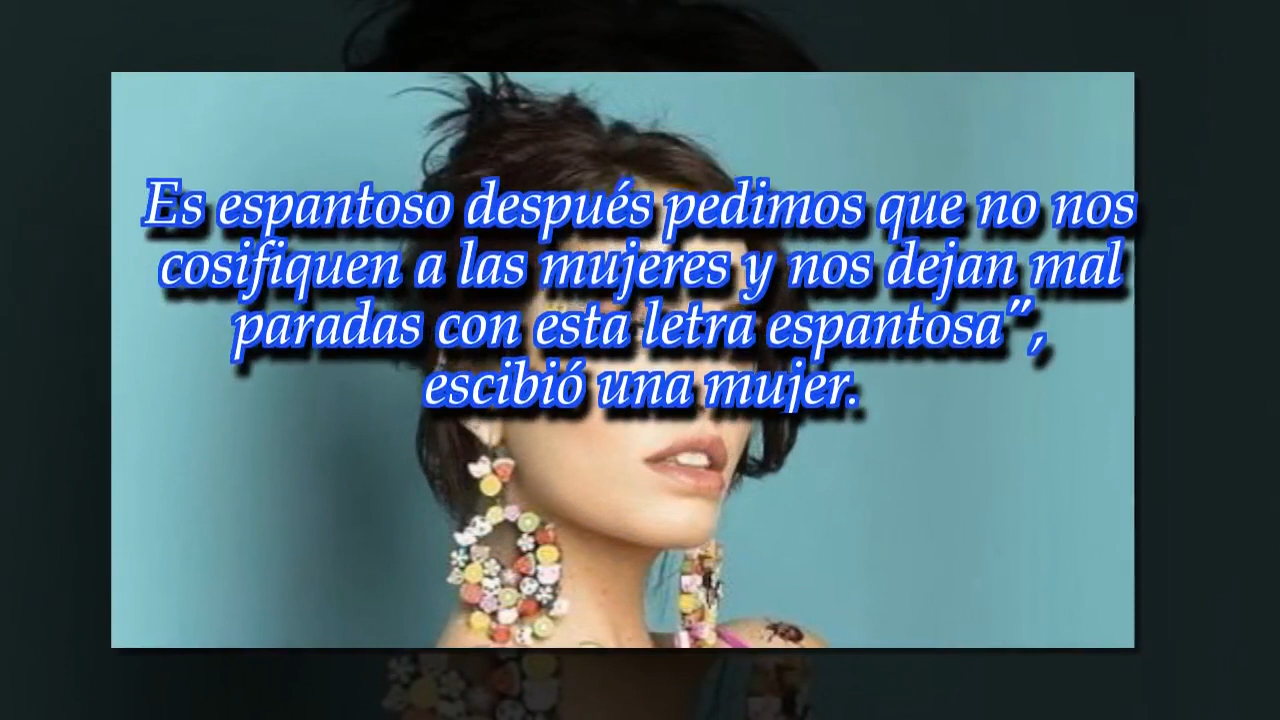 Es espantoso después pedimos que no nos
cosifiquen a las mujeres y nos dejan mal
paradas con esta letra espantosa”,
escibió una mujer.